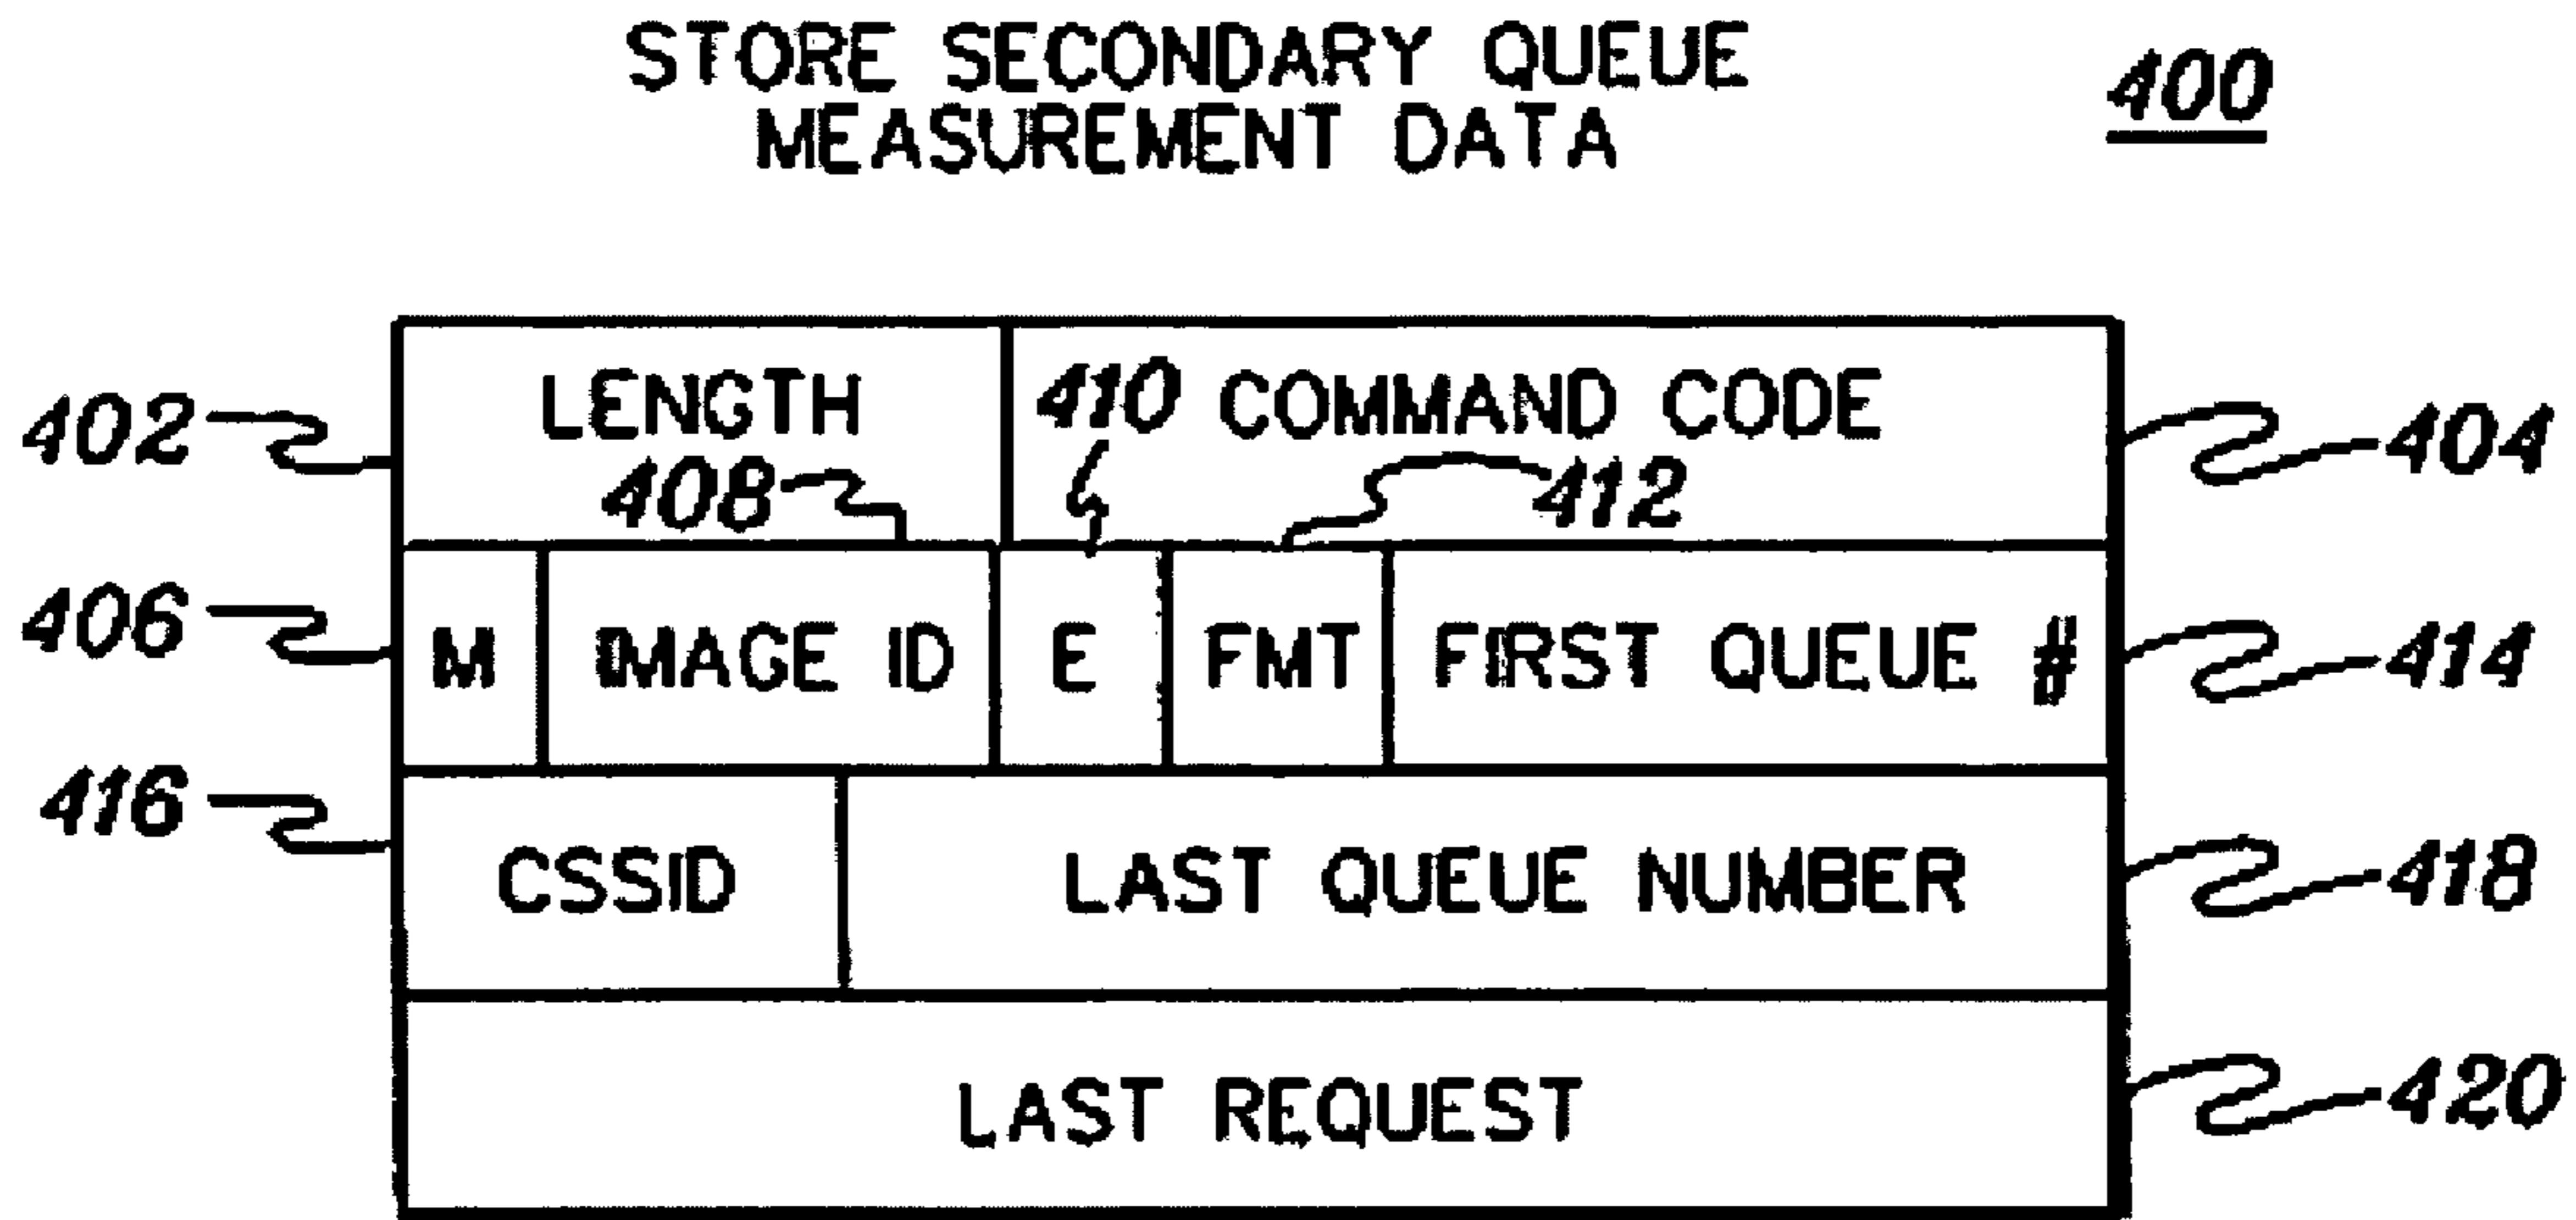 STORE SECONDARY QUEUE
MEASUREMENT DATA
400
LENGTH
410
COMMAND CODE
402
404
408
412
406
M
IMAGE ID
E
FMT
FIRST QUEUE #
414
416
CSSID
LAST QUEUE NUMBER
418
LAST REQUEST
420